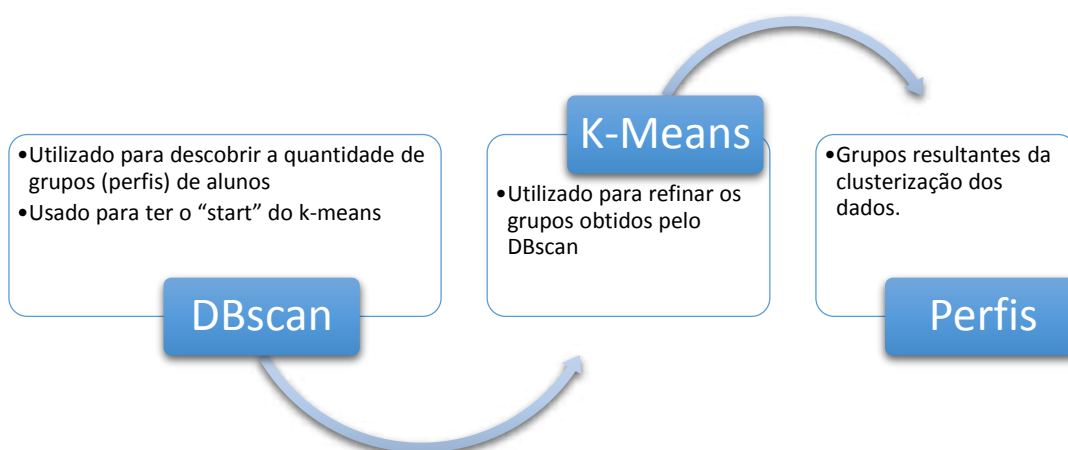 •Utilizado para descobrir a quantidade de
grupos (perfis) de alunos
•Usado para ter o “start” do k-means
DBscan
K-Means
•Utilizado para refinar os
grupos obtidos pelo
DBscan
•Grupos resultantes da
clusterização dos
dados.
Perfis